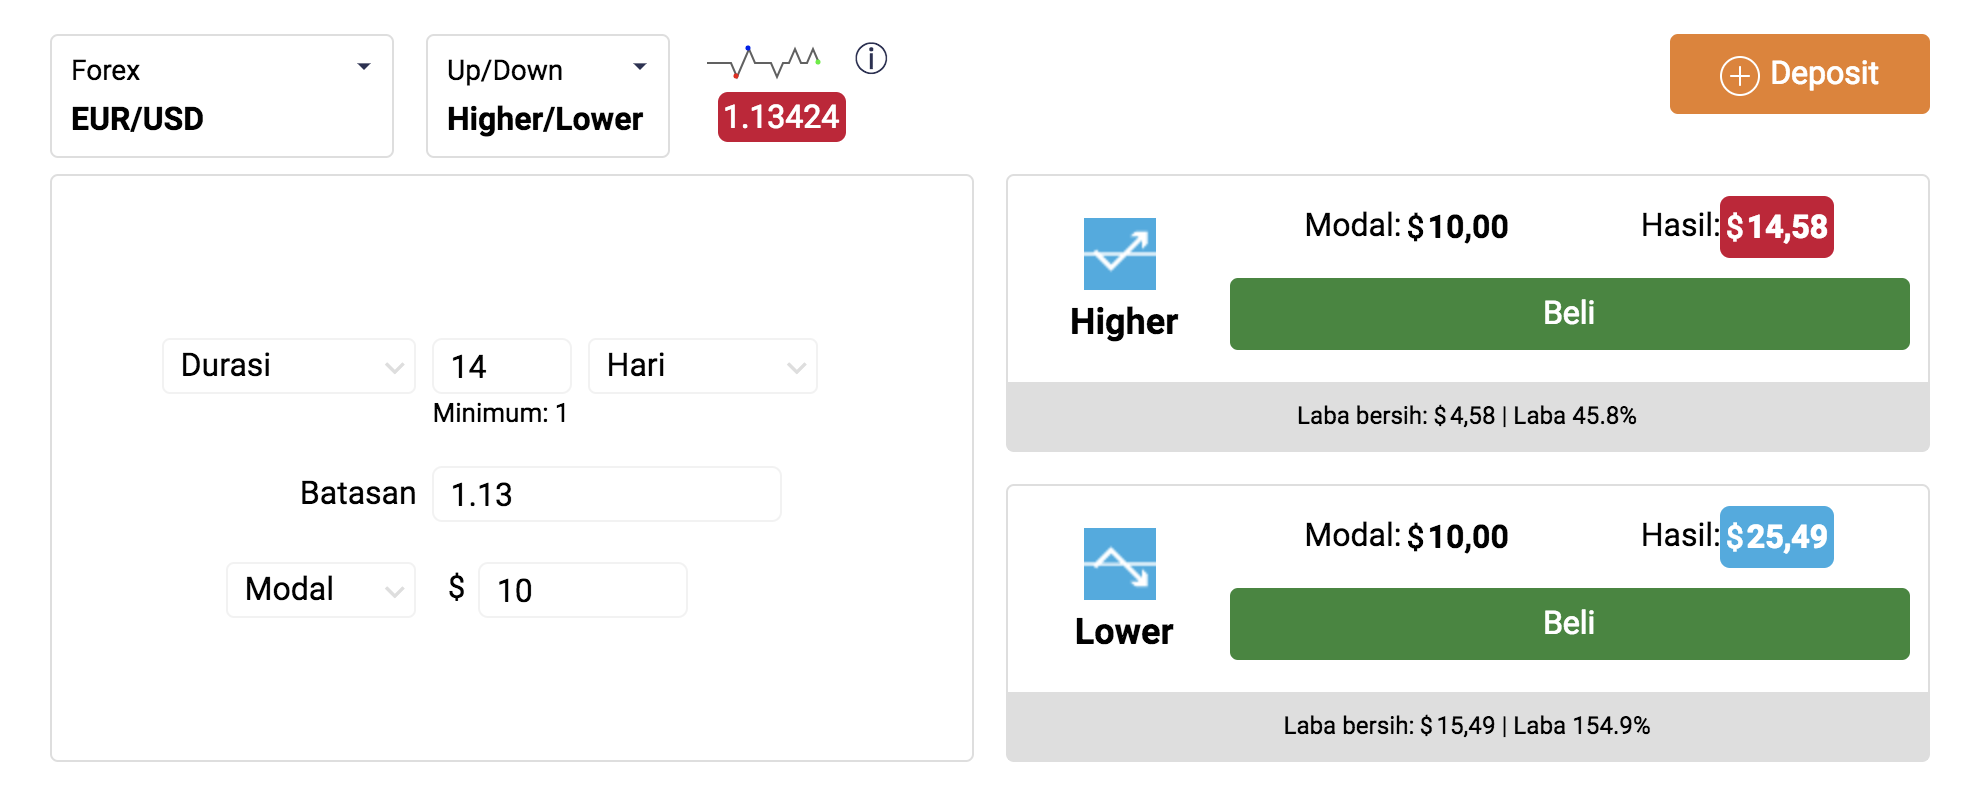 Forex
EUR/USD
Up/Down
Higher/Lower
1.13424
Deposit
Durasi
14
Hari
Minimum: 1
Batasan
1.13
Modal
$
10
Modal: $10,00
Hasil: $14,58
Higher
Beli
Laba bersih: $4,58 | Laba 45.8%
Modal: $10,00
Hasil: $25,49
Lower
Beli
Laba bersih: $15,49 | Laba 154.9%